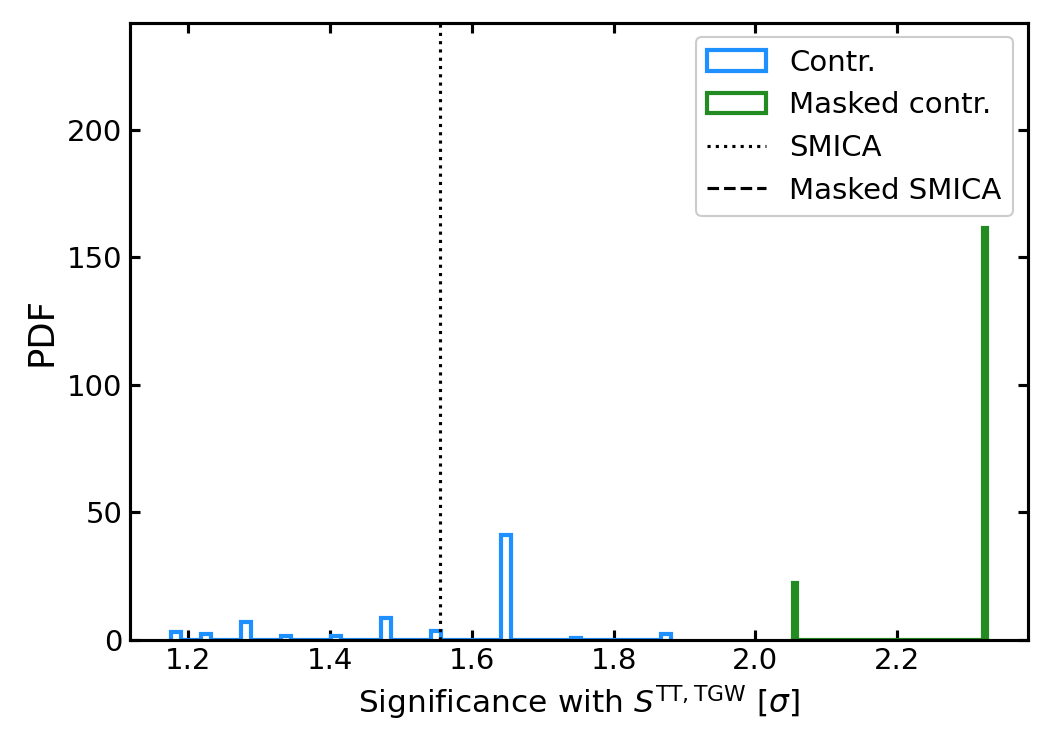 Contr.
Masked contr.
SMICA
Masked SMICA
PDF
200
150
100
50
0
1.2 1.4 1.6 1.8 2.0 2.2
Significance with $S^{\mathrm{TT,TGW}}$ [σ]